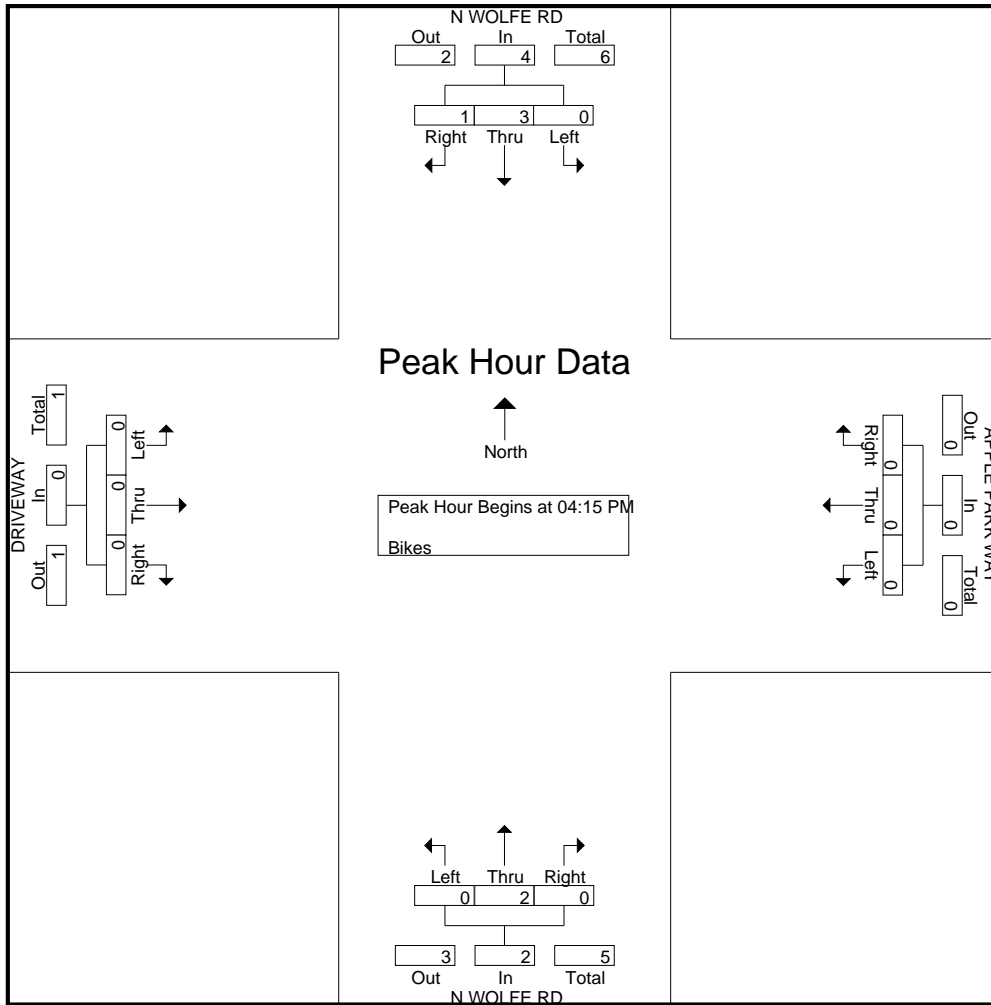 N WOLFE RD
Out In Total
2 4 6
1 3 0
Right Thru Left
Peak Hour Data
North
Peak Hour Begins at 04:15 PM
Bikes
DRIVEWAY
Out In Total
1 0 1
0 0 0
Right Thru Left
APPLE PARK WAY
Out In Total
0 0 0
0 0 0
Right Thru Left
Left Thru Right
0 2 0
3 2 5
Out In Total
N WOLFE RD